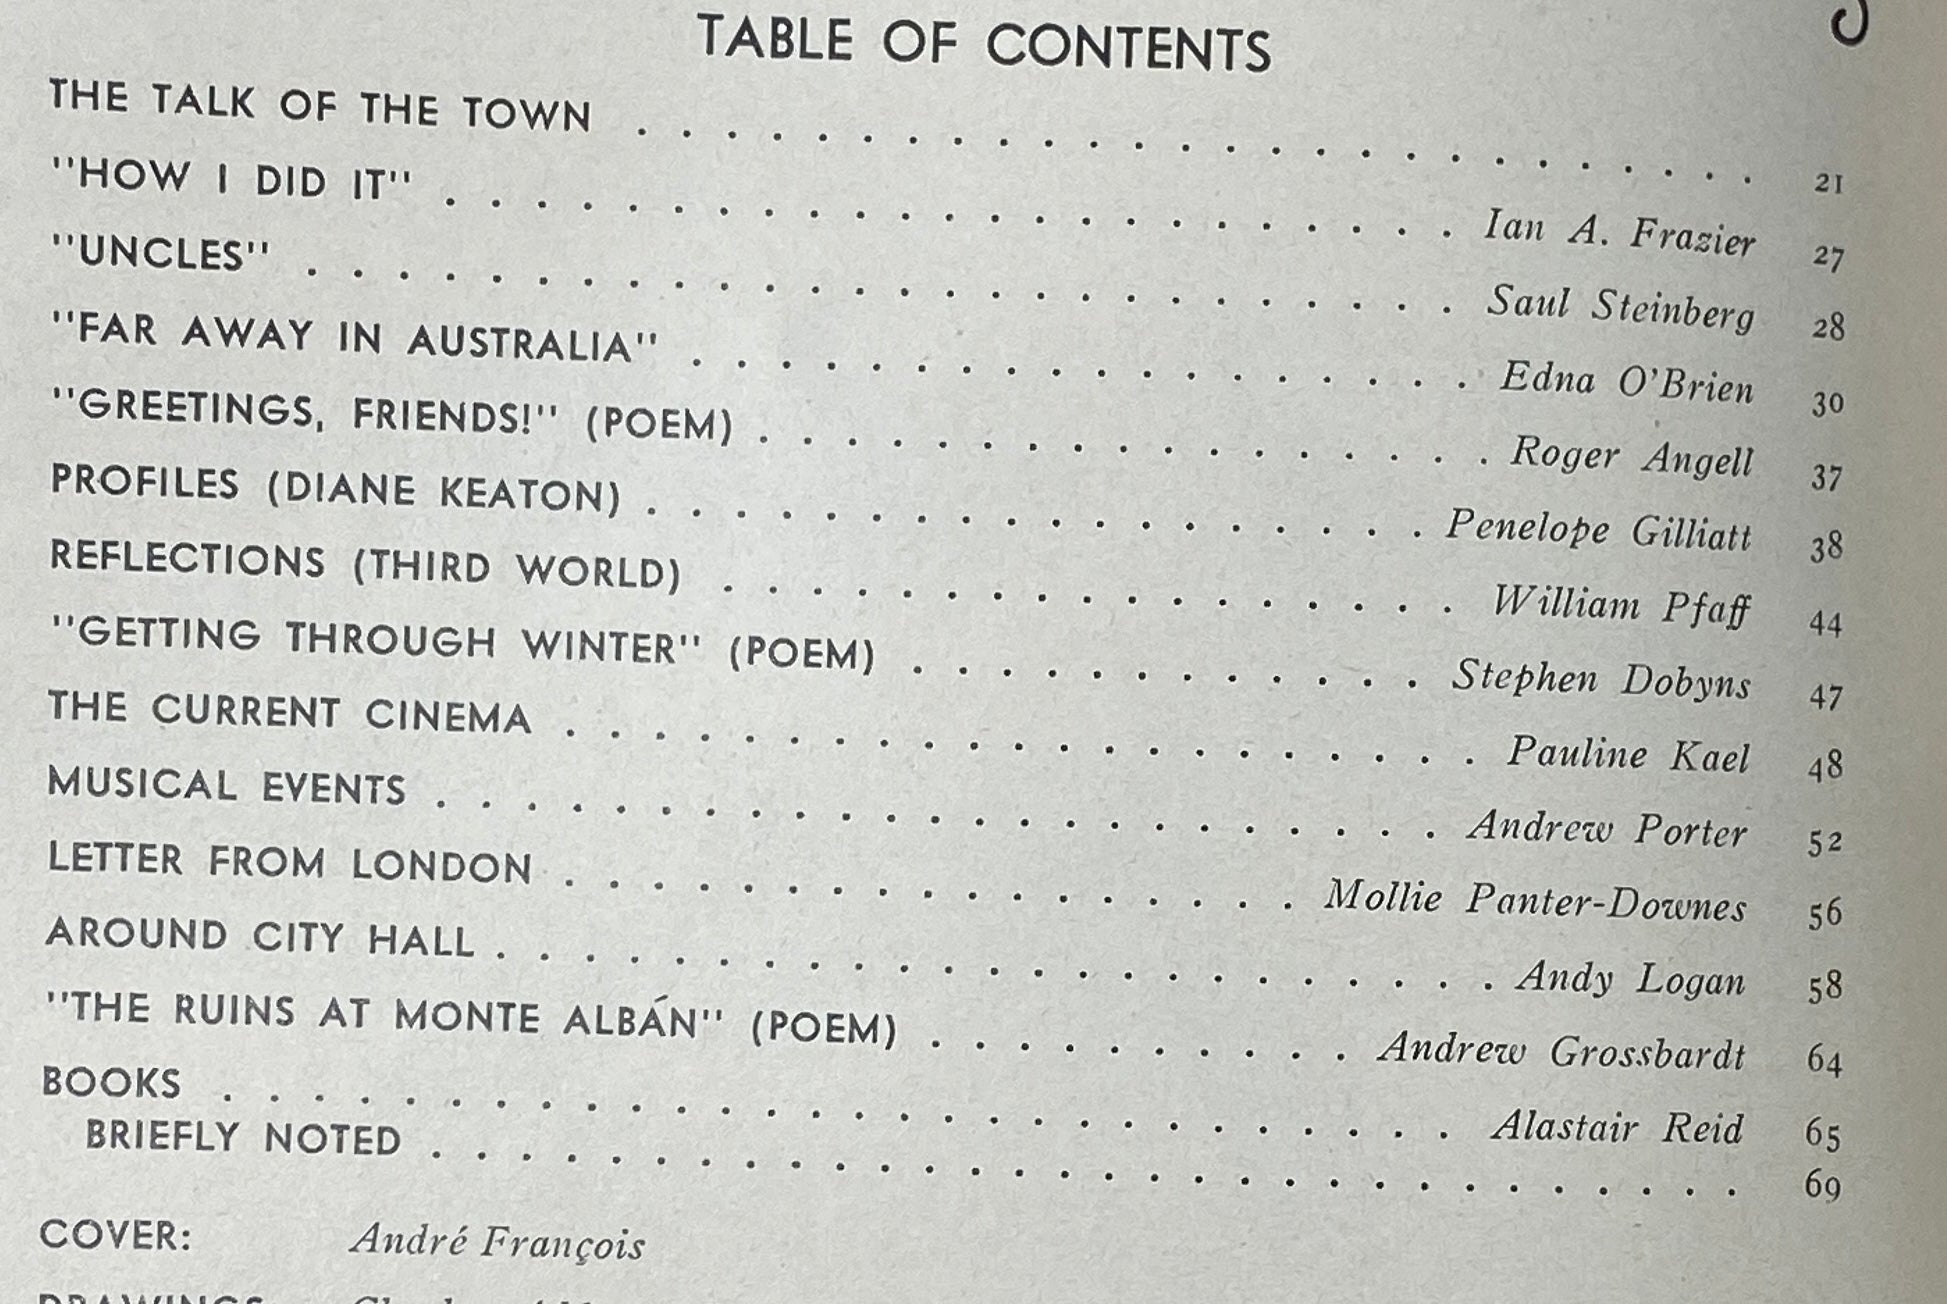 TABLE OF CONTENTS
THE TALK OF THE TOWN . . . . . . . . . . . . . . . . . . . . . . . . . . 21
"HOW I DID IT" . . . . . . . . . . . . . . . . . . . . . . . Ian A. Frazier 27
"UNCLES" . . . . . . . . . . . . . . . . . . . . . . . . . . Saul Steinberg 28
"FAR AWAY IN AUSTRALIA" . . . . . . . . . . . . . . . . . . Edna O'Brien 30
"GREETINGS, FRIENDS!" (POEM) . . . . . . . . . . . . . . . . . Roger Angell 37
PROFILES (DIANE KEATON) . . . . . . . . . . . . . . . . . . Penelope Gilliatt 38
REFLECTIONS (THIRD WORLD) . . . . . . . . . . . . . . . . . William Pfaff 44
"GETTING THROUGH WINTER" (POEM) . . . . . . . . . . . . Stephen Dobyns 47
THE CURRENT CINEMA . . . . . . . . . . . . . . . . . . . . . Pauline Kael 48
MUSICAL EVENTS . . . . . . . . . . . . . . . . . . . . . . . Andrew Porter 52
LETTER FROM LONDON . . . . . . . . . . . . . . . . . Mollie Panter-Downes 56
AROUND CITY HALL . . . . . . . . . . . . . . . . . . . . . . . Andy Logan 58
"THE RUINS AT MONTE ALBÁN" (POEM) . . . . . . . . . . Andrew Grossbardt 64
BOOKS . . . . . . . . . . . . . . . . . . . . . . . . . . . . Alastair Reid 65
BRIEFLY NOTED . . . . . . . . . . . . . . . . . . . . . . . . . . . . . . 69
COVER: André François
DRAWINGS